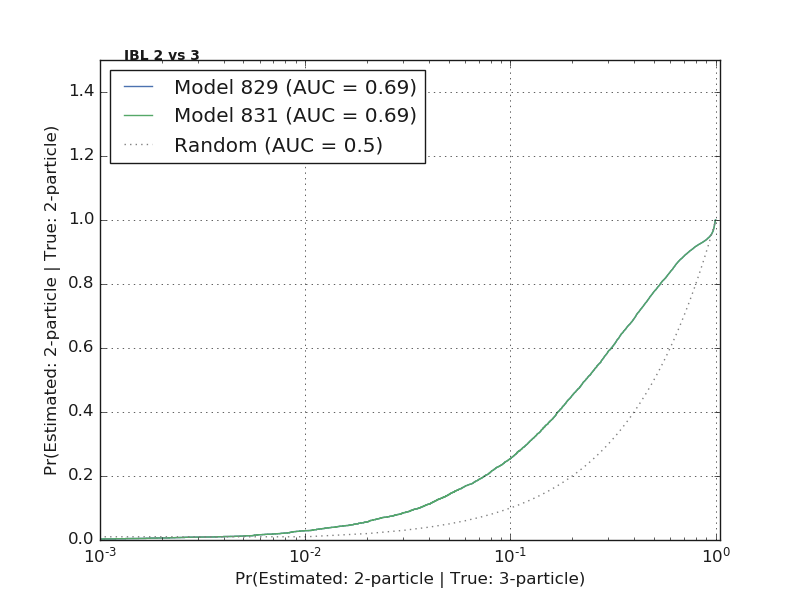 IBL 2 vs 3
Model 829 (AUC = 0.69)
Model 831 (AUC = 0.69)
Random (AUC = 0.5)
1.4
1.2
1.0
0.8
0.6
0.4
0.2
0.0
Pr(Estimated: 2-particle | True: 2-particle)
10⁻³ 10⁻² 10⁻¹ 10⁰
Pr(Estimated: 2-particle | True: 3-particle)